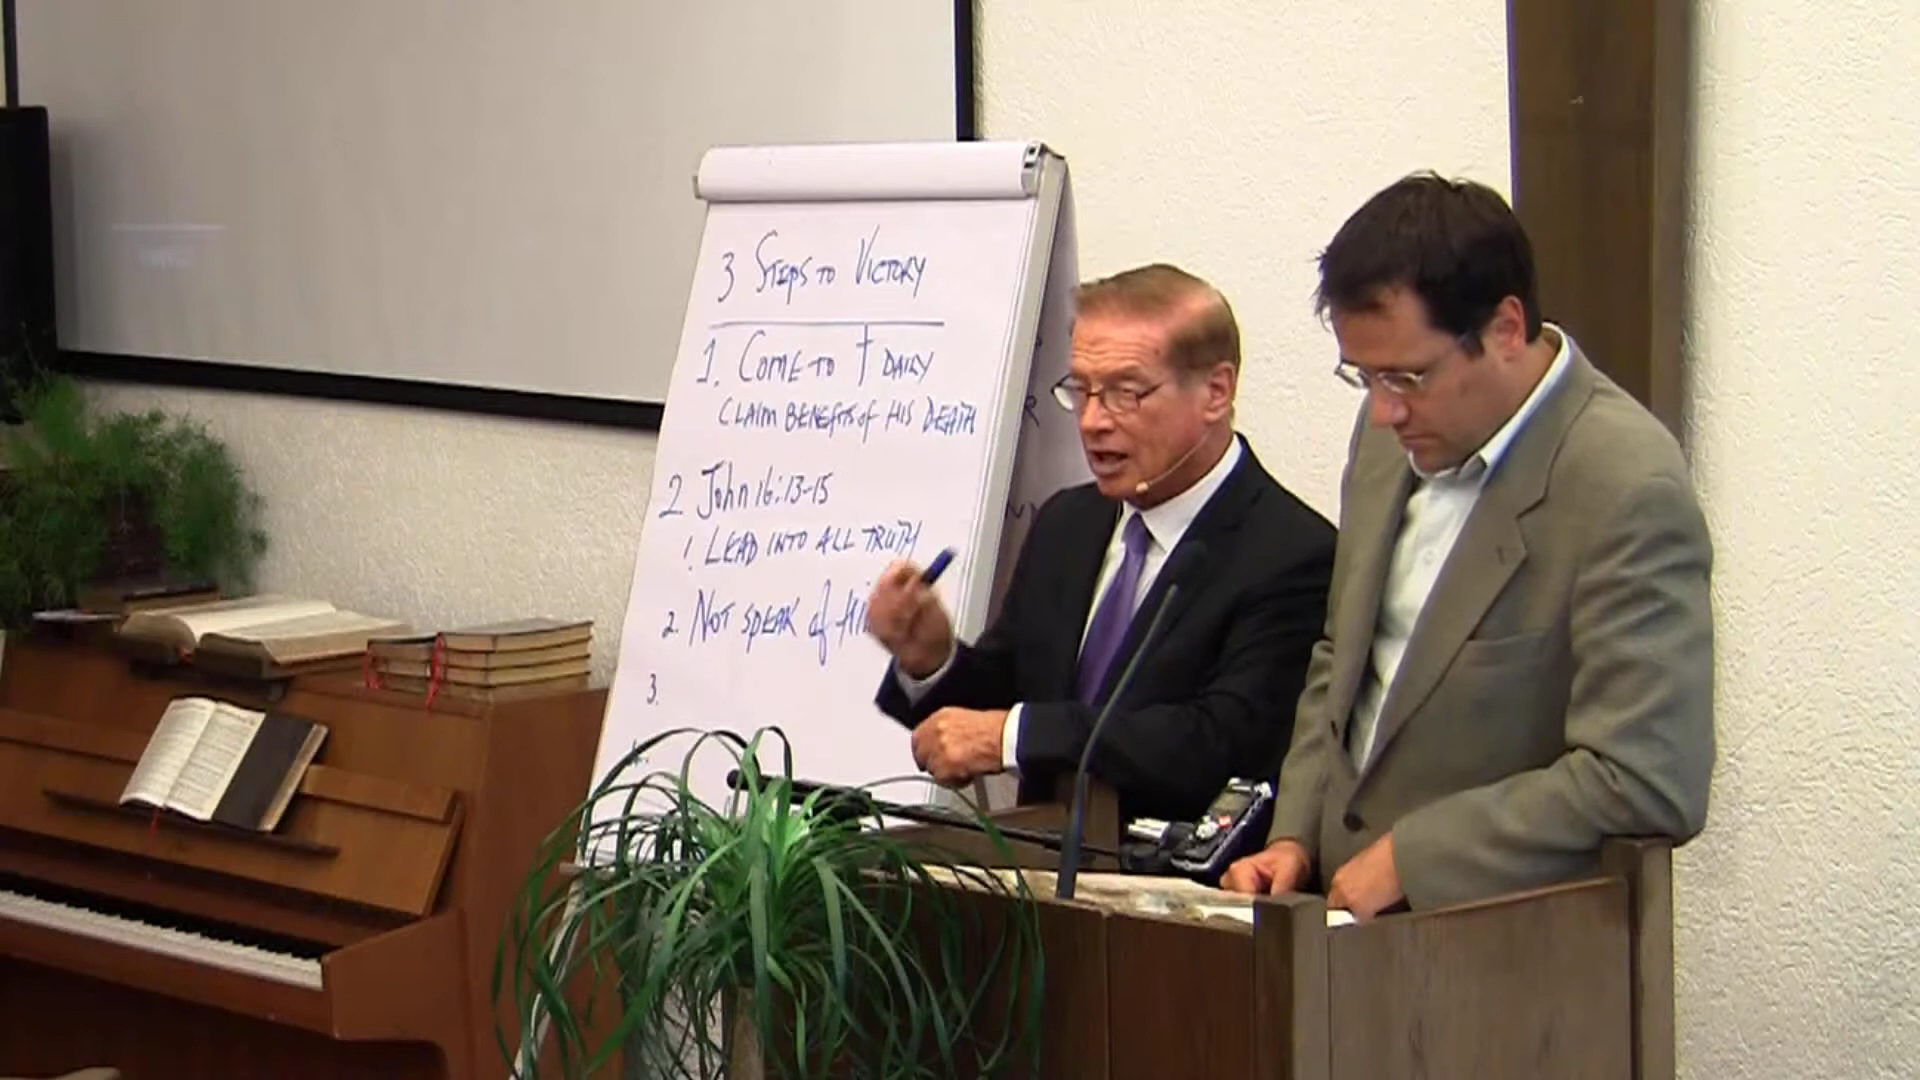 3 STEPS TO VICTORY
1. COME TO † DAILY
CLAIM BENEFITS of HIS DEATH
2 John 16:13-15
1 LEAD INTO ALL TRUTH
2. NOT SPEAK of
3.